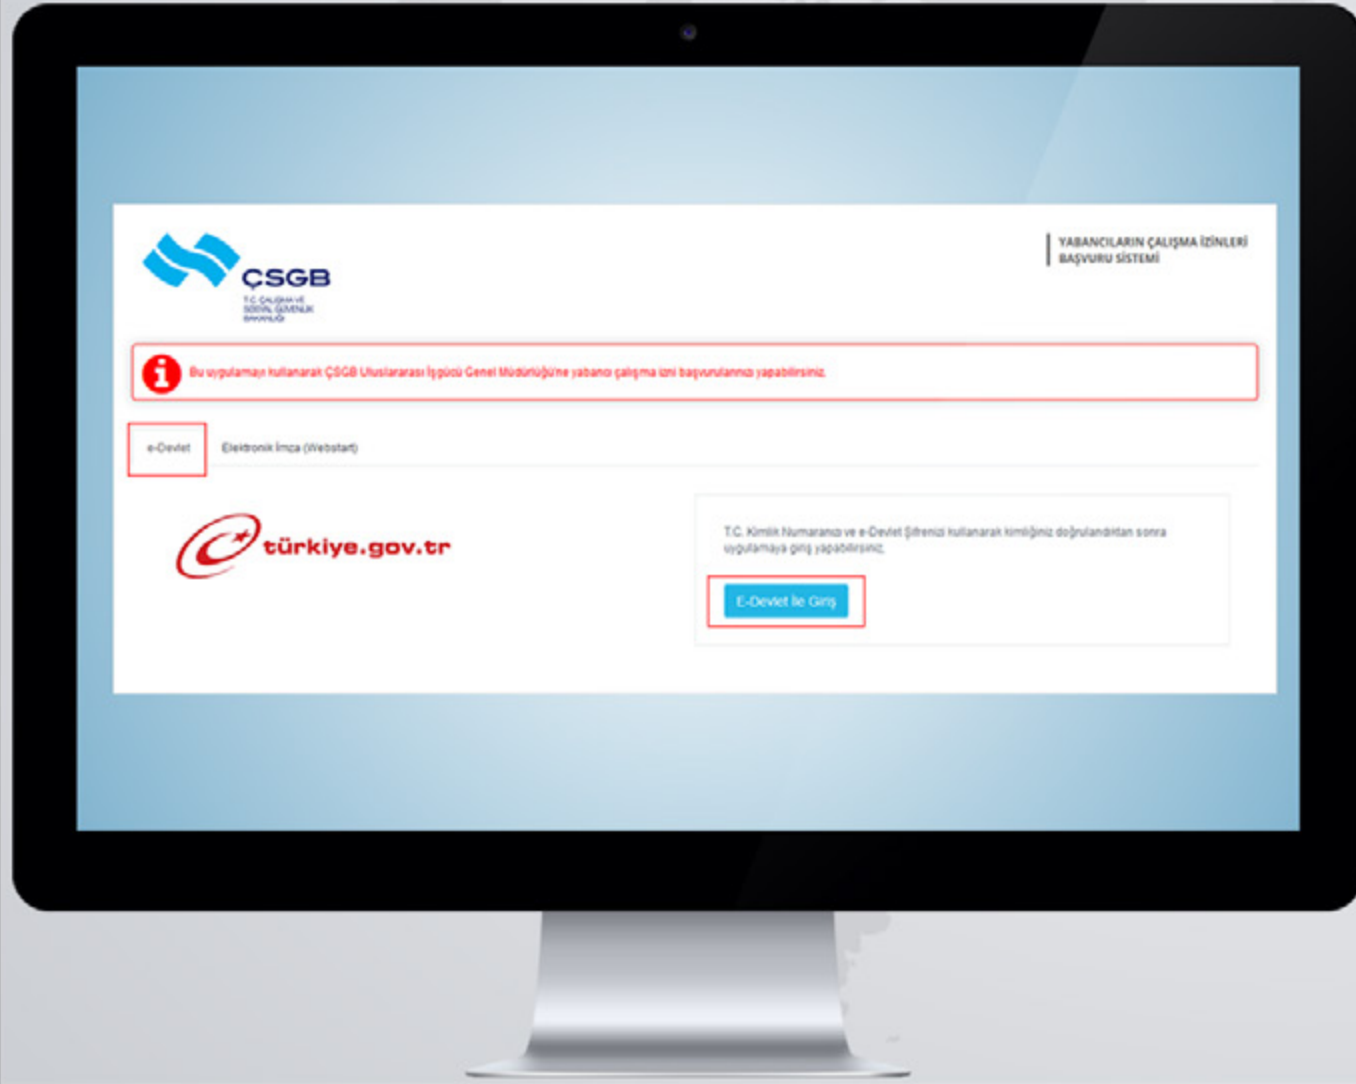 ÇSGB
T.C. ÇALIŞMA VE
SOSYAL GÜVENLİK
BAKANLIĞI
YABANCILARIN ÇALIŞMA İZİNLERİ
BAŞVURU SİSTEMİ
Bu uygulamayı kullanarak ÇSGB Uluslararası İşgücü Genel Müdürlüğü'ne yabancı çalışma izni başvurularınızı yapabilirsiniz.
e-Devlet Elektronik İmza (Webstart)
türkiye.gov.tr
T.C. Kimlik Numaranızı ve e-Devlet Şifrenizi kullanarak kimliğiniz doğrulandıktan sonra
uygulamaya giriş yapabilirsiniz.
E-Devlet İle Giriş